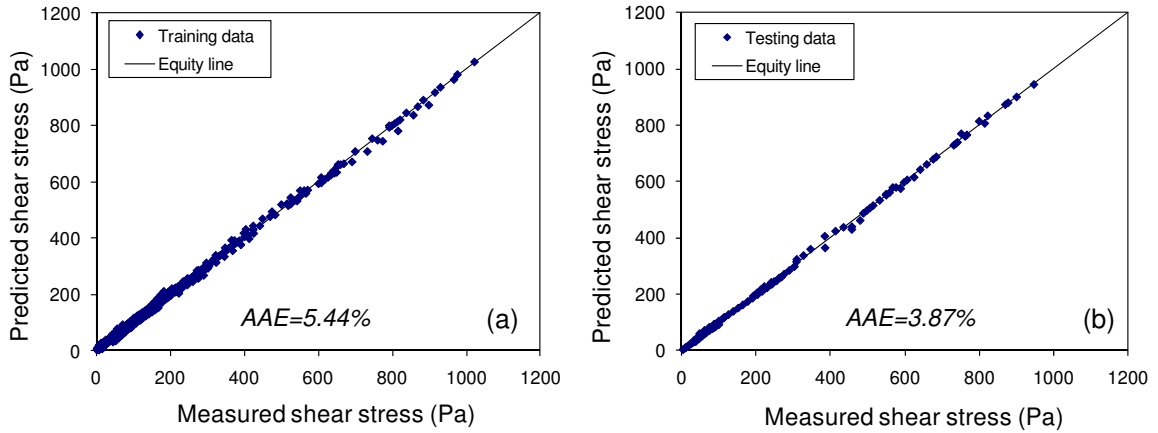 Predicted shear stress (Pa)
1200
1000
800
600
400
200
0
Training data
Equity line
AAE=5.44%
(a)
0 200 400 600 800 1000 1200
Measured shear stress (Pa)
Predicted shear stress (Pa)
1200
1000
800
600
400
200
0
Testing data
Equity line
AAE=3.87%
(b)
0 200 400 600 800 1000 1200
Measured shear stress (Pa)